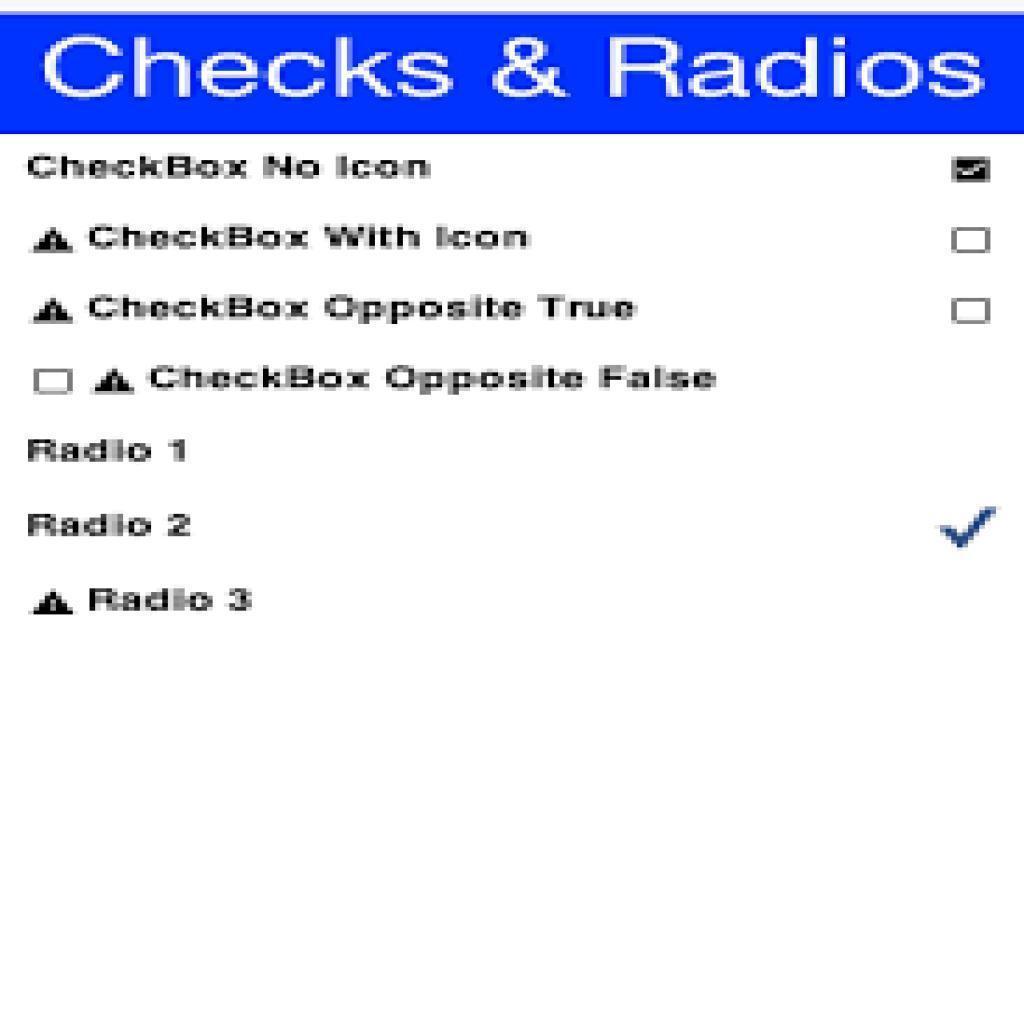 Checks & Radios
CheckBox No Icon
CheckBox With Icon
CheckBox Opposite True
CheckBox Opposite False
Radio 1
Radio 2
Radio 3